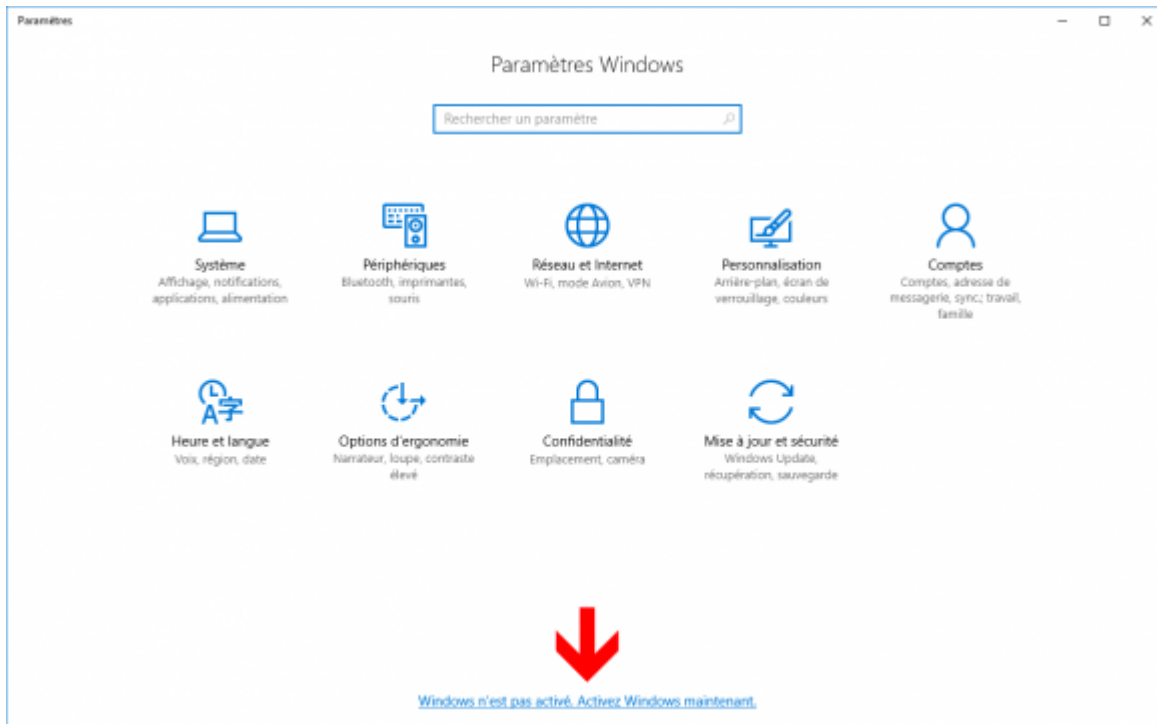 Paramètres
Paramètres Windows
Rechercher un paramètre
Système
Affichage, notifications,
applications, alimentation
Périphériques
Bluetooth, imprimantes,
souris
Réseau et Internet
Wi-Fi, mode Avion, VPN
Personnalisation
Arrière-plan, écran de
verrouillage, couleurs
Comptes
Comptes, adresse de
messagerie, sync; travail,
famille
Heure et langue
Voix, région, date
Options d'ergonomie
Narrateur, loupe, contraste
élevé
Confidentialité
Emplacement, caméra
Mise à jour et sécurité
Windows Update,
récupération, sauvegarde
Windows n'est pas activé. Activez Windows maintenant.